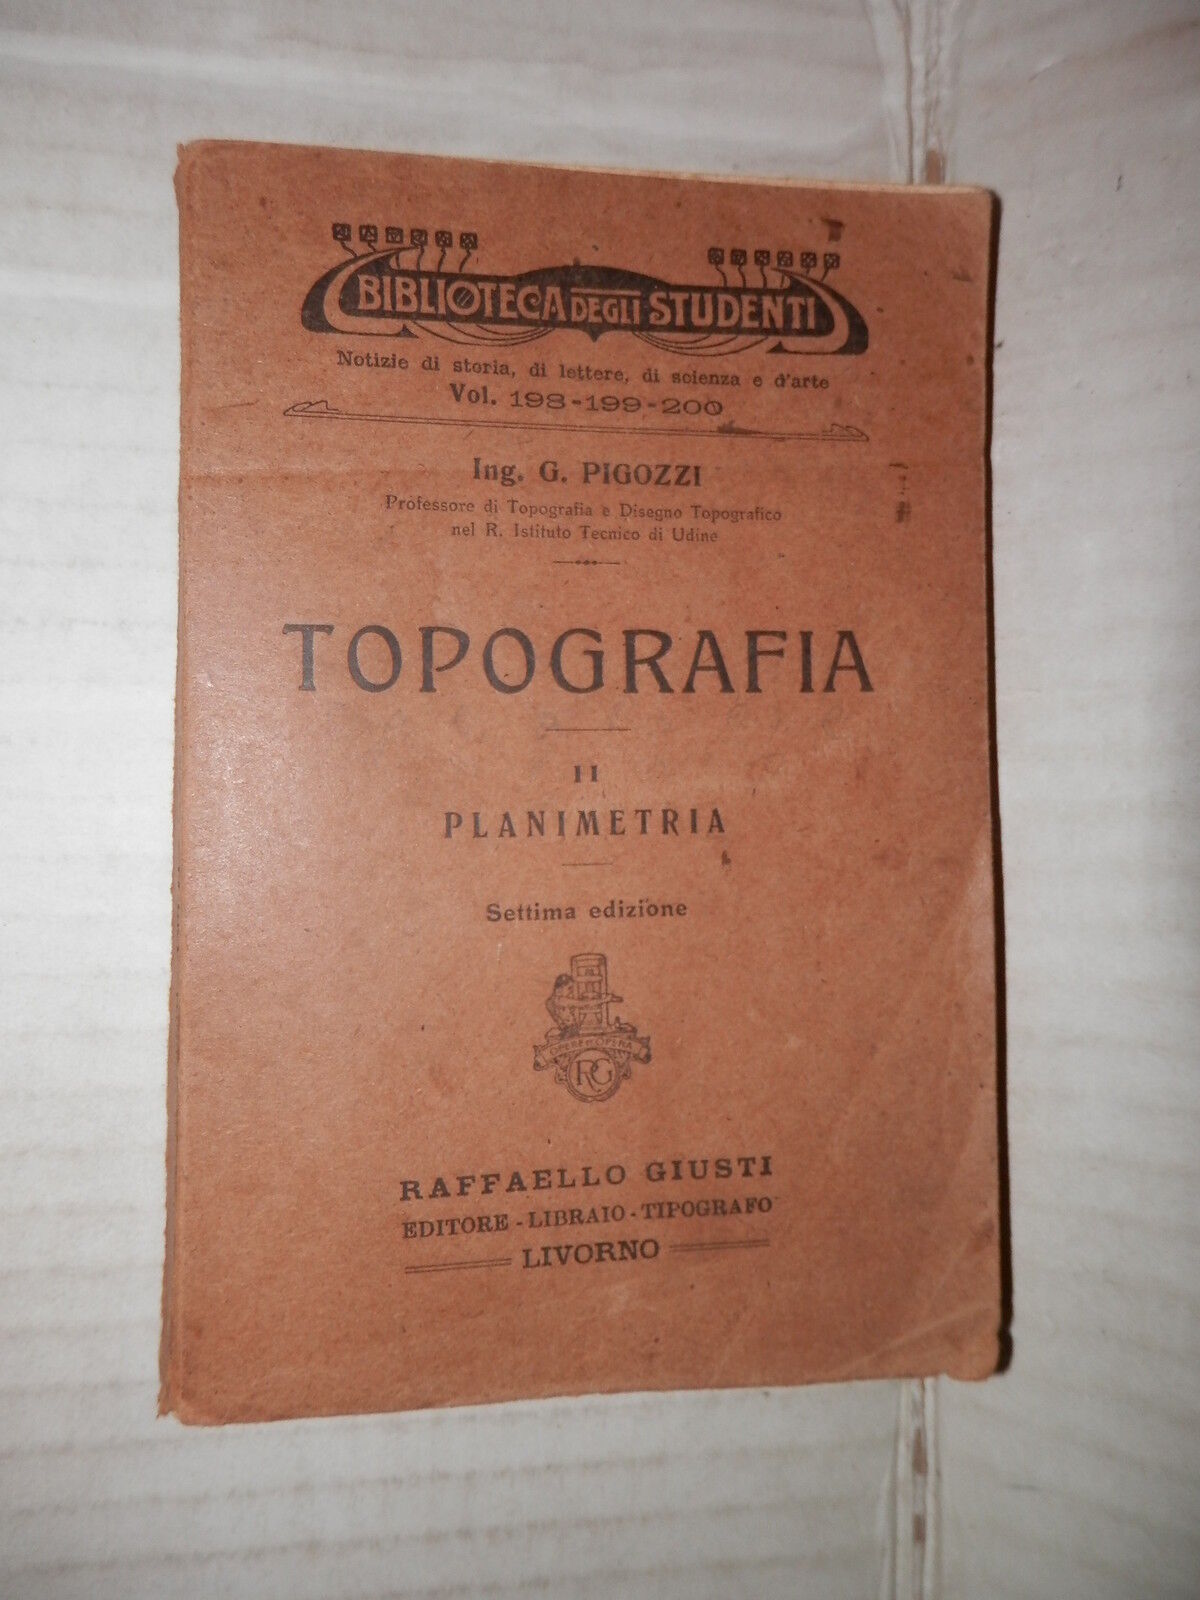 BIBLIOTECA DEGLI STUDENTI
Notizie di storia, di lettere, di scienza e d'arte
Vol. 198-199-200
Ing. G. PIGOZZI
Professore di Topografia e Disegno Topografico
nel R. Istituto Tecnico di Udine
TOPOGRAFIA
II
PLANIMETRIA
Settima edizione
RG
RAFFAELLO GIUSTI
EDITORE - LIBRAIO - TIPOGRAFO
LIVORNO